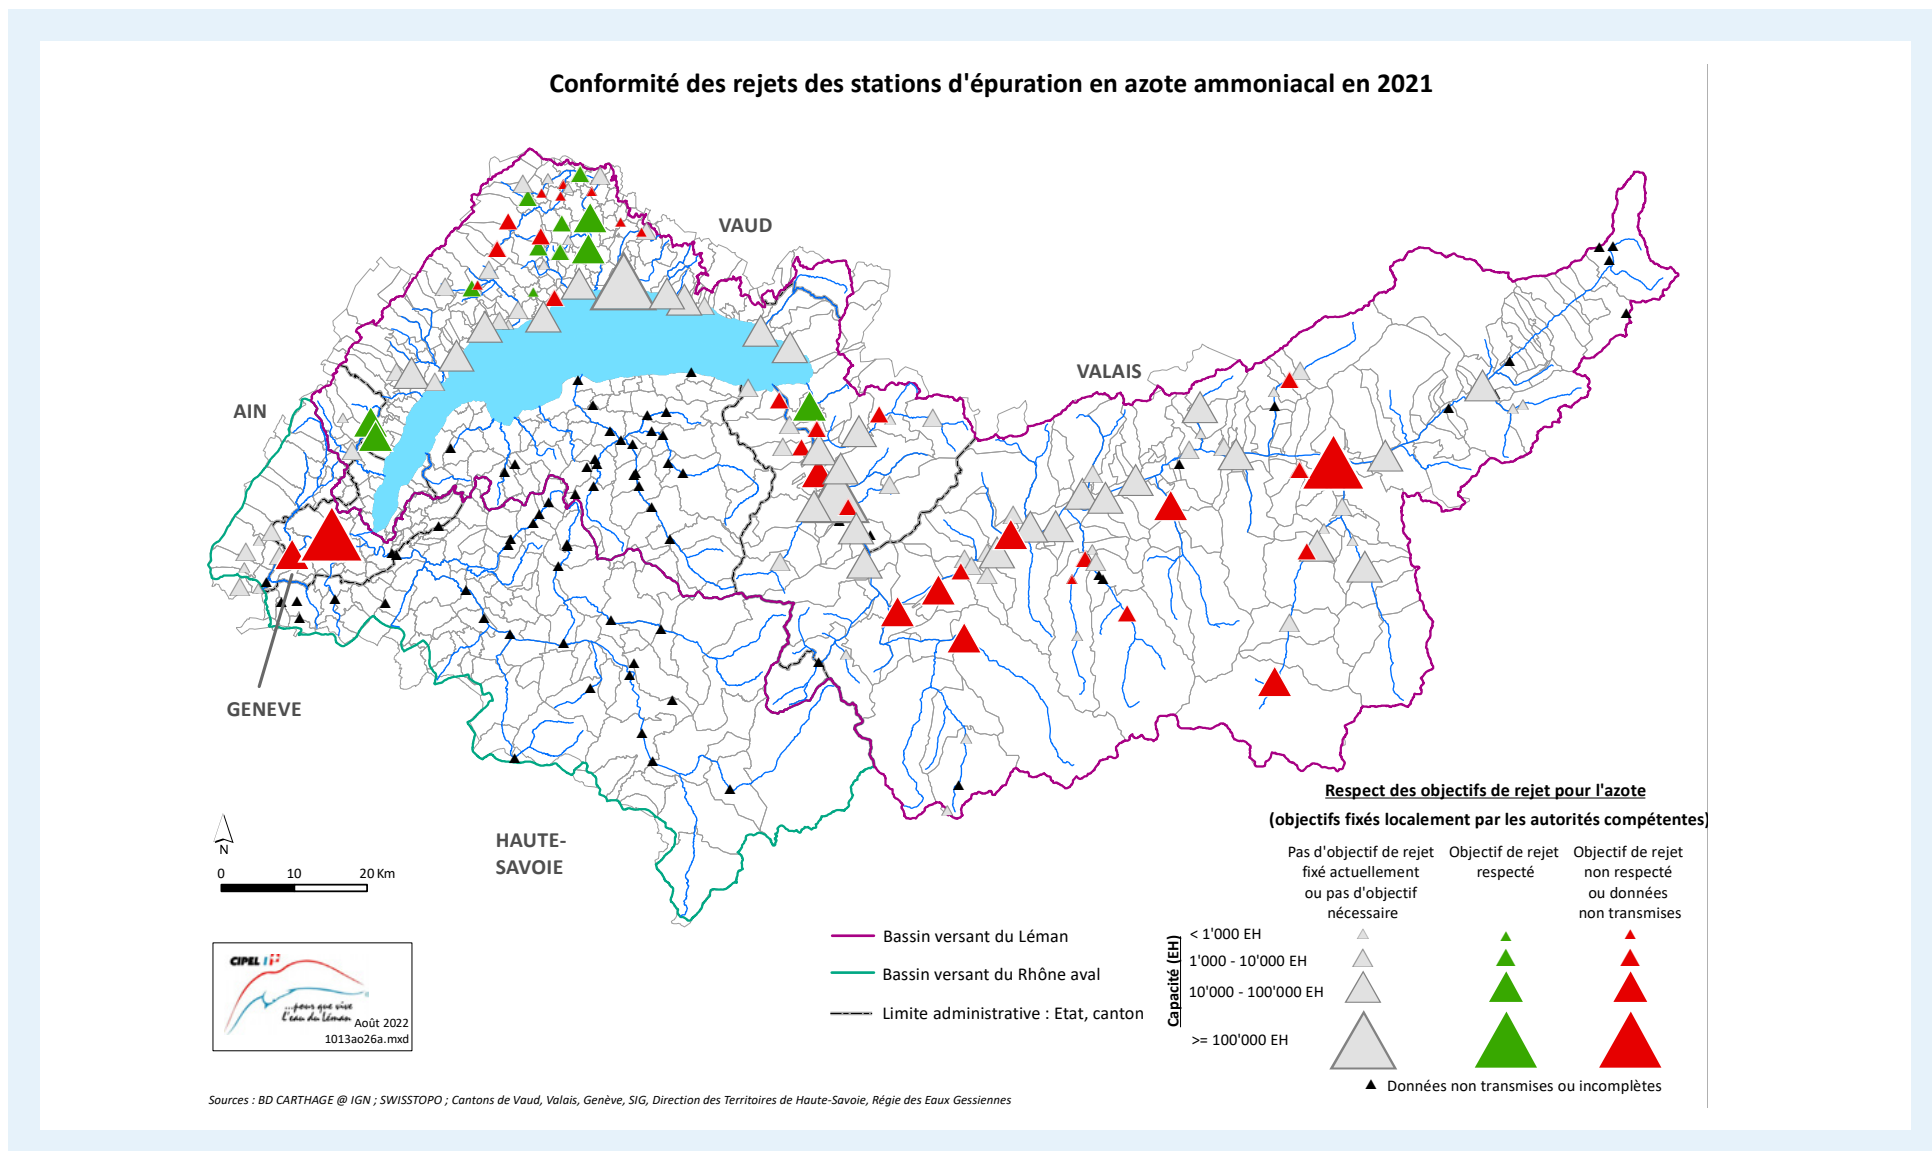 Conformité des rejets des stations d'épuration en azote ammoniacal en 2021
VAUD
VALAIS
AIN
GENEVE
HAUTE-
SAVOIE
N
0 10 20 Km
CIPEL
...pour que vive
l'eau du Léman
Août 2022
1013ao26a.mxd
Bassin versant du Léman
Bassin versant du Rhône aval
Limite administrative : Etat, canton
Respect des objectifs de rejet pour l'azote
(objectifs fixés localement par les autorités compétentes)
Pas d'objectif de rejet
fixé actuellement
ou pas d'objectif
nécessaire
Objectif de rejet
respecté
Objectif de rejet
non respecté
ou données
non transmises
Capacité (EH)
< 1'000 EH
1'000 - 10'000 EH
10'000 - 100'000 EH
>= 100'000 EH
Données non transmises ou incomplètes
Sources : BD CARTHAGE @ IGN ; SWISSTOPO ; Cantons de Vaud, Valais, Genève, SIG, Direction des Territoires de Haute-Savoie, Régie des Eaux Gessiennes